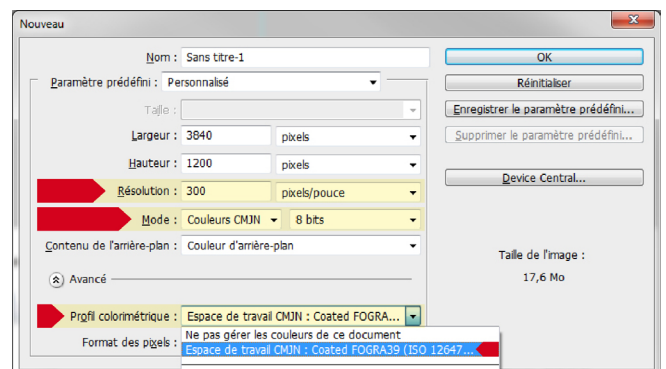 Nouveau
Nom : Sans titre-1
OK
Paramètre prédéfini : Personnalisé
Réinitialiser
Taille :
Enregistrer le paramètre prédéfini...
Largeur : 3840 pixels
Supprimer le paramètre prédéfini...
Hauteur : 1200 pixels
Résolution : 300 pixels/pouce
Device Central...
Mode : Couleurs CMJN 8 bits
Contenu de l'arrière-plan : Couleur d'arrière-plan
Taille de l'image :
Avancé
17,6 Mo
Profil colorimétrique : Espace de travail CMJN : Coated FOGRA...
Ne pas gérer les couleurs de ce document
Format des pixels : Espace de travail CMJN : Coated FOGRA39 (ISO 12647...